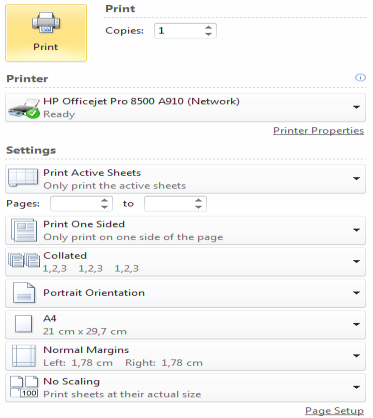 Print
Print
Copies: 1
Printer
HP Officejet Pro 8500 A910 (Network)
Ready
Printer Properties
Settings
Print Active Sheets
Only print the active sheets
Pages: to
Print One Sided
Only print on one side of the page
Collated
1,2,3 1,2,3 1,2,3
Portrait Orientation
A4
21 cm x 29,7 cm
Normal Margins
Left: 1,78 cm Right: 1,78 cm
No Scaling
100
Print sheets at their actual size
Page Setup